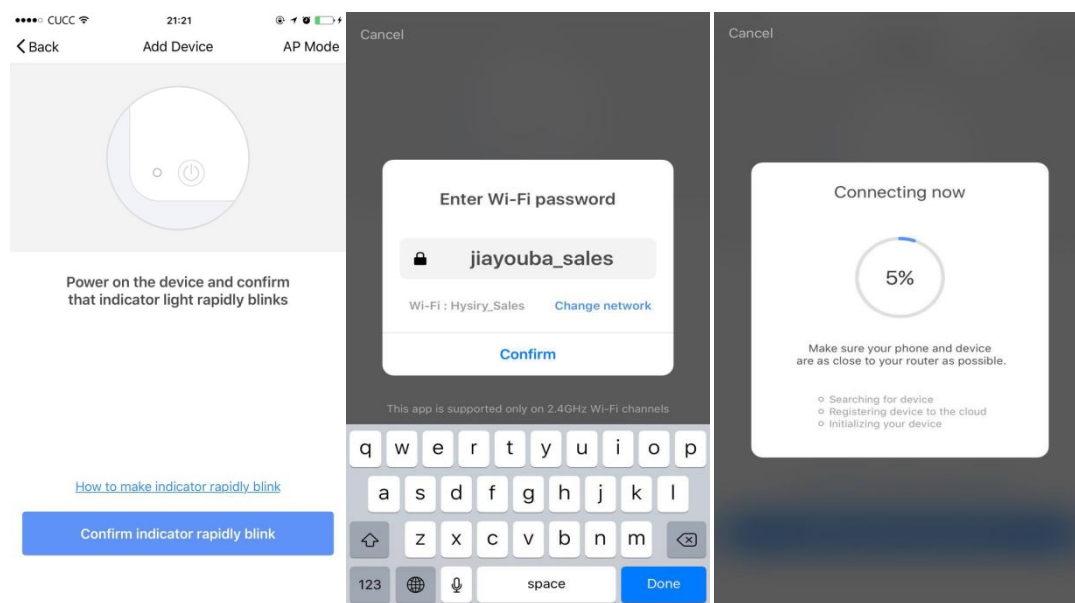 CUCC 21:21
Back Add Device AP Mode
Power on the device and confirm
that indicator light rapidly blinks
How to make indicator rapidly blink
Confirm indicator rapidly blink
Cancel
Enter Wi-Fi password
jiayouba_sales
Wi-Fi : Hysiry_Sales Change network
Confirm
This app is supported only on 2.4GHz Wi-Fi channels
q w e r t y u i o p
a s d f g h j k l
z x c v b n m
123 space Done
Cancel
Connecting now
5%
Make sure your phone and device
are as close to your router as possible.
Searching for device
Registering device to the cloud
Initializing your device